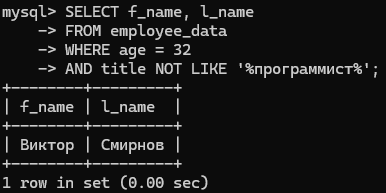 mysql> SELECT f_name, l_name
    -> FROM employee_data
    -> WHERE age = 32
    -> AND title NOT LIKE '%программист%';
+--------+---------+
| f_name | l_name  |
+--------+---------+
| Виктор | Смирнов |
+--------+---------+
1 row in set (0.00 sec)